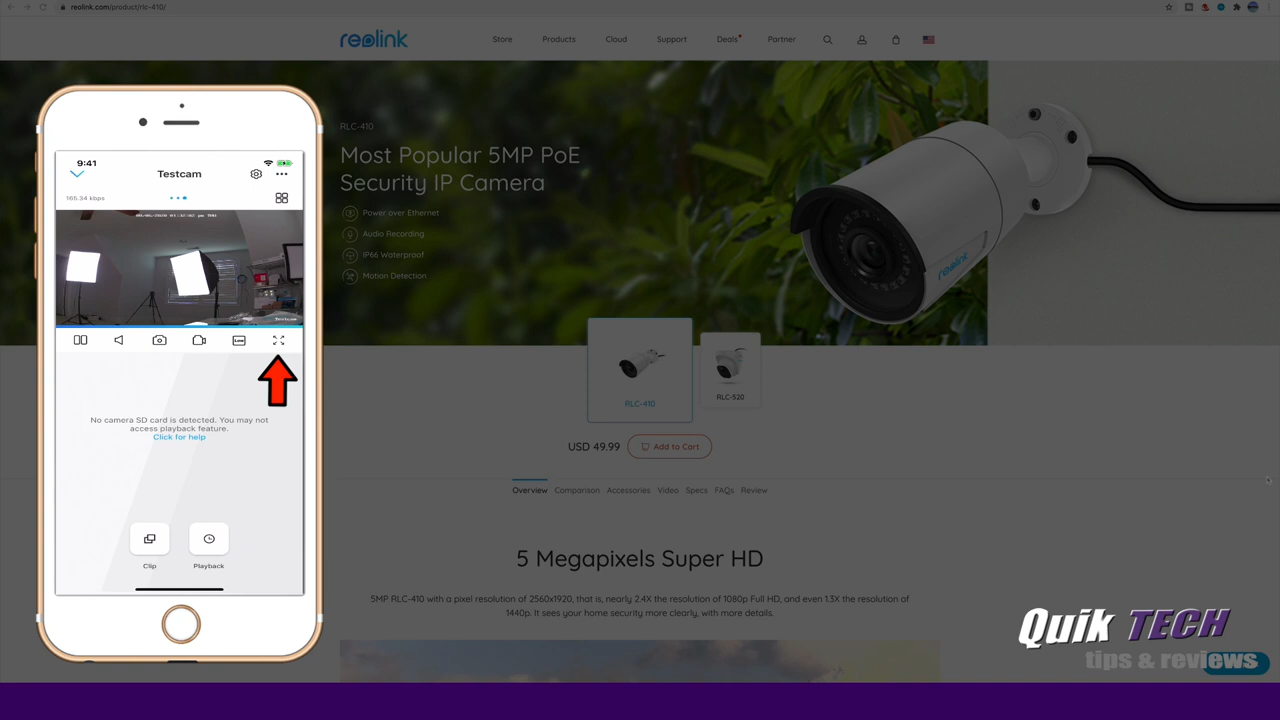 reolink.com/product/rlc-410/
reolink
Store Products Cloud Support Deals Partner
RLC-410
Most Popular 5MP PoE
Security IP Camera
Power over Ethernet
Audio Recording
IP66 Waterproof
Motion Detection
reolink
9:41
Testcam
165.34 kbps
Testcam
Low
No camera SD card is detected. You may not
access playback feature.
Click for help
Clip Playback
RLC-410
RLC-520
USD 49.99 Add to Cart
Overview Comparison Accessories Video Specs FAQs Review
5 Megapixels Super HD
5MP RLC-410 with a pixel resolution of 2560x1920, that is, nearly 2.4X the resolution of 1080p Full HD, and even 1.3X the resolution of
1440p. It sees your home security more clearly, with more details.
Quik TECH
tips & reviews